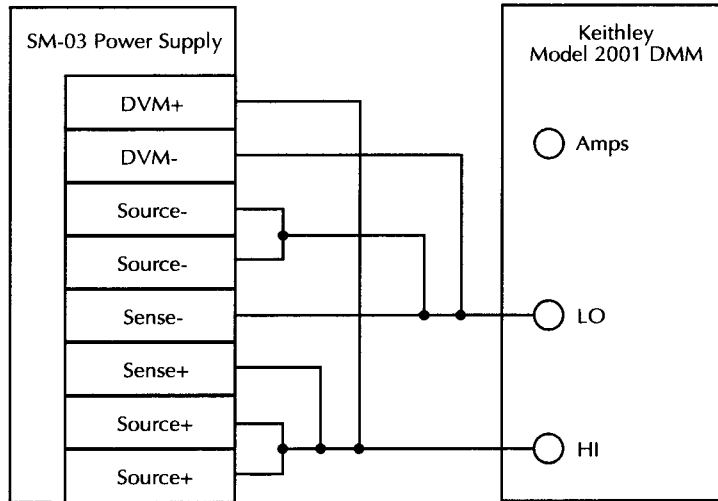 SM-03 Power Supply
DVM+
DVM-
Source-
Source-
Sense-
Sense+
Source+
Source+
Keithley
Model 2001 DMM
Amps
LO
HI